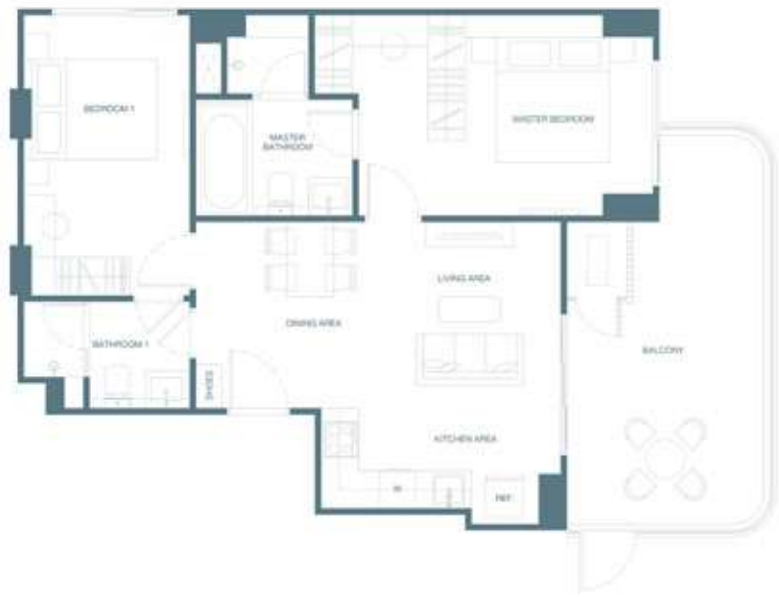 BEDROOM 1
MASTER BEDROOM
MASTER
BATHROOM
LIVING AREA
DINING AREA
BATHROOM 1
BALCONY
SHOES
KITCHEN AREA
REF